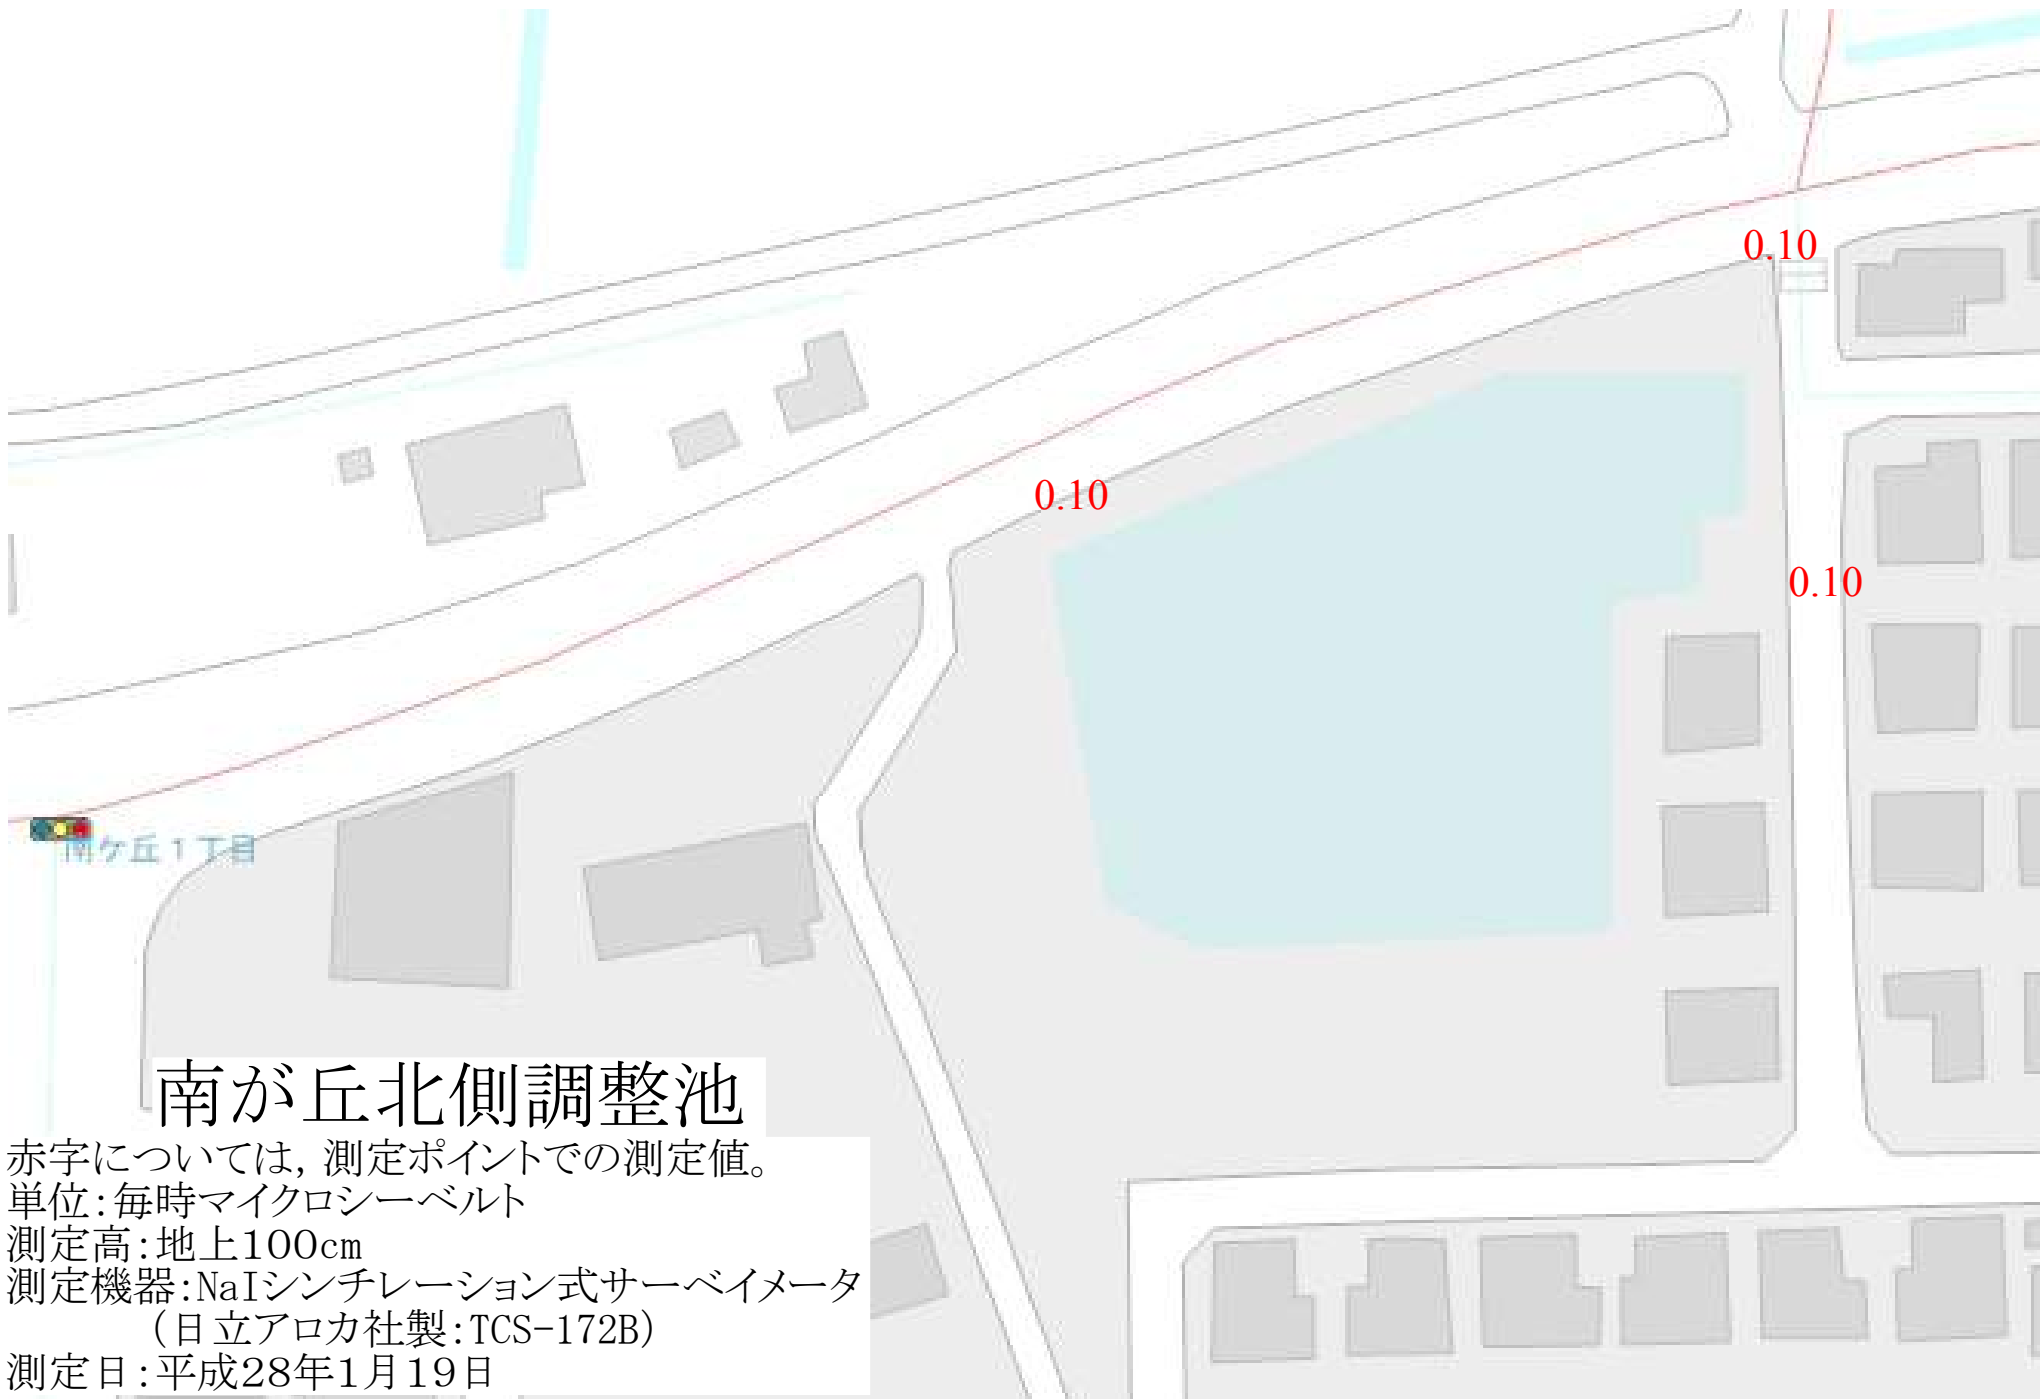 0.10
0.10
0.10
南ケ丘1丁目
南が丘北側調整池
赤字については, 測定ポイントでの測定値。
単位:毎時マイクロシーベルト
測定高:地上100cm
測定機器:NaIシンチレーション式サーベイメータ
(日立アロカ社製:TCS-172B)
測定日:平成28年1月19日